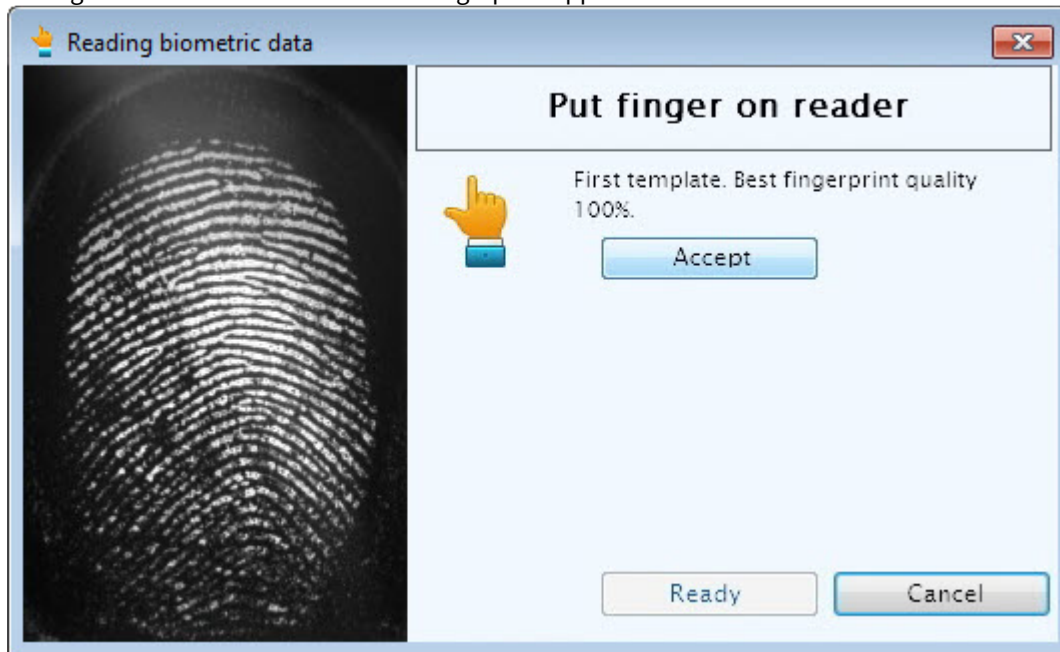 Reading biometric data
Put finger on reader
First template. Best fingerprint quality
100%.
Accept
Ready
Cancel